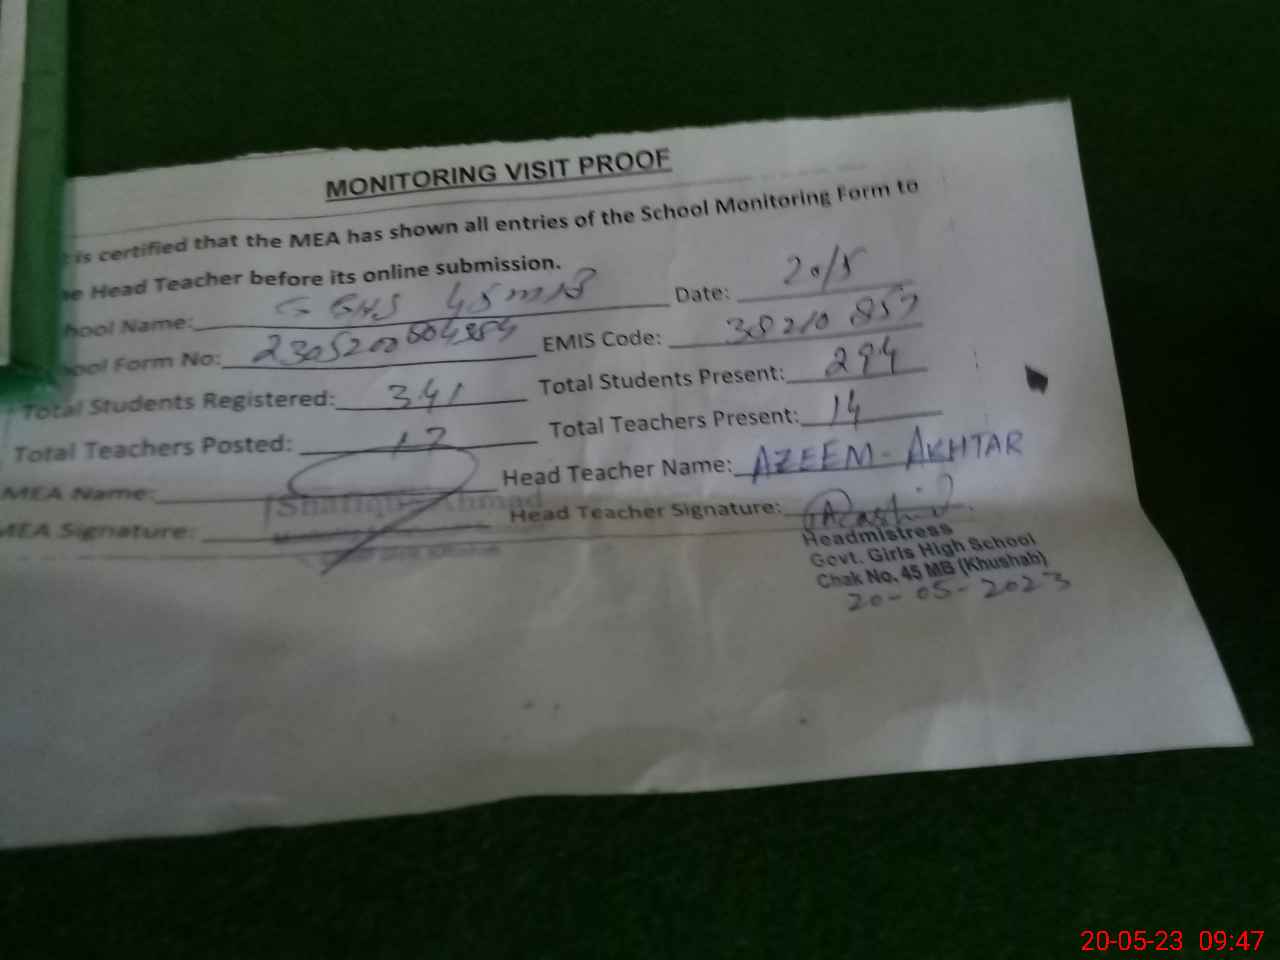 MONITORING VISIT PROOF
is certified that the MEA has shown all entries of the School Monitoring Form to
e Head Teacher before its online submission.
hool Name: GGHS 45 MB Date: 20/5
ool Form No: EMIS Code: 38210
Total Students Registered: 341 Total Students Present: 294
Total Teachers Posted: 17 Total Teachers Present: 14
MEA Name: Head Teacher Name: AZEEM-AKHTAR
MEA Signature: Head Teacher Signature:
Headmistress
Govt. Girls High School
Chak No. 45 MB (Khushab)
20-05-2023
20-05-23 09:47